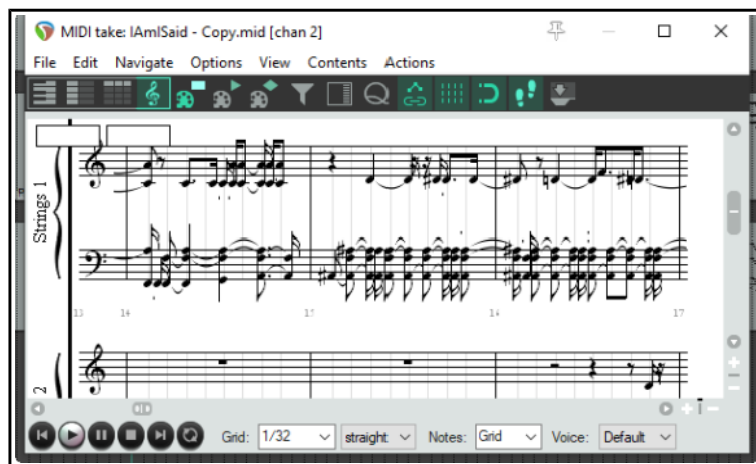 MIDI take: IAmISaid - Copy.mid [chan 2]
File Edit Navigate Options View Contents Actions
Strings 1
13 14 15 16 17
2
Grid: 1/32 straight Notes: Grid Voice: Default